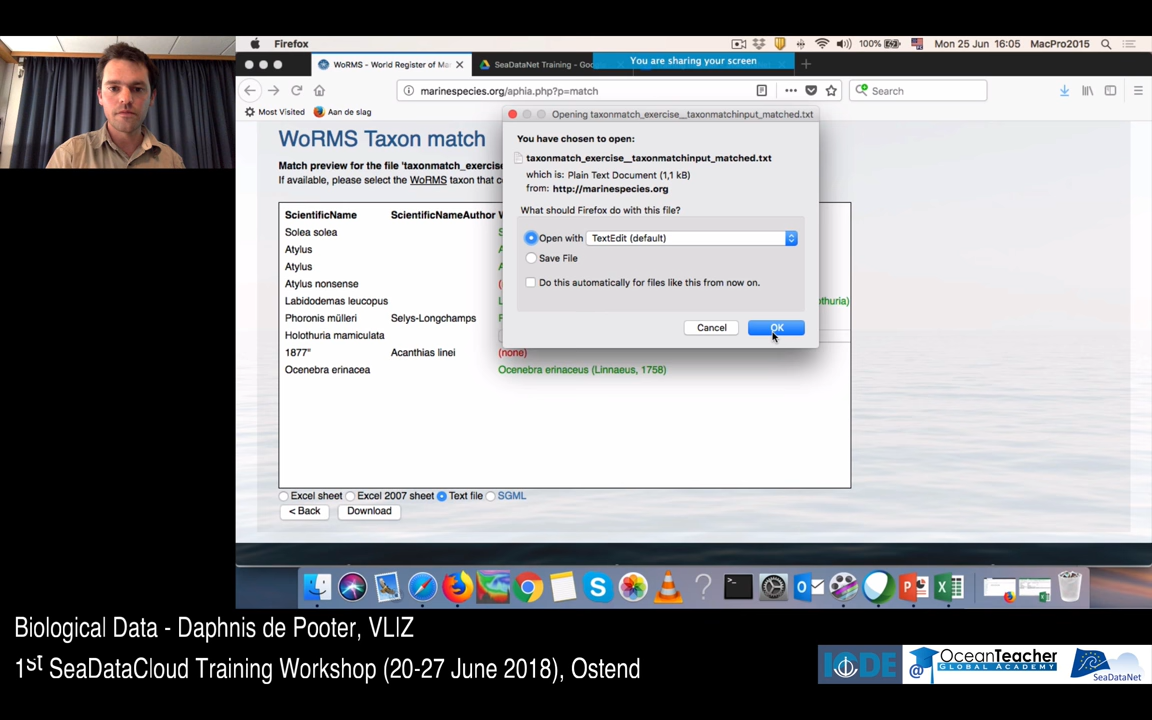 Firefox
100%
Mon 25 Jun 16:05 MacPro2015
WoRMS - World Register of Ma
SeaDataNet Training - Goo
You are sharing your screen
marinespecies.org/aphia.php?p=match
Search
Most Visited
Aan de slag
WoRMS Taxon match
Match preview for the file 'taxonmatch_exercise
If available, please select the WoRMS taxon that c
Opening taxonmatch_exercise__taxonmatchinput_matched.txt
You have chosen to open:
taxonmatch_exercise__taxonmatchinput_matched.txt
which is: Plain Text Document (1,1 kB)
from: http://marinespecies.org
What should Firefox do with this file?
Open with TextEdit (default)
Save File
Do this automatically for files like this from now on.
Cancel OK
ScientificName ScientificNameAuthor
Solea solea
Atylus
Atylus
Atylus nonsense
Labidodemas leucopus
Phoronis mülleri Selys-Longchamps
Holothuria mamiculata
1877" Acanthias linei (none)
Ocenebra erinacea Ocenebra erinaceus (Linnaeus, 1758)
Excel sheet Excel 2007 sheet Text file SGML
< Back Download
Biological Data - Daphnis de Pooter, VLIZ
1st SeaDataCloud Training Workshop (20-27 June 2018), Ostend
IODE
OceanTeacher
GLOBAL ACADEMY
SeaDataNet